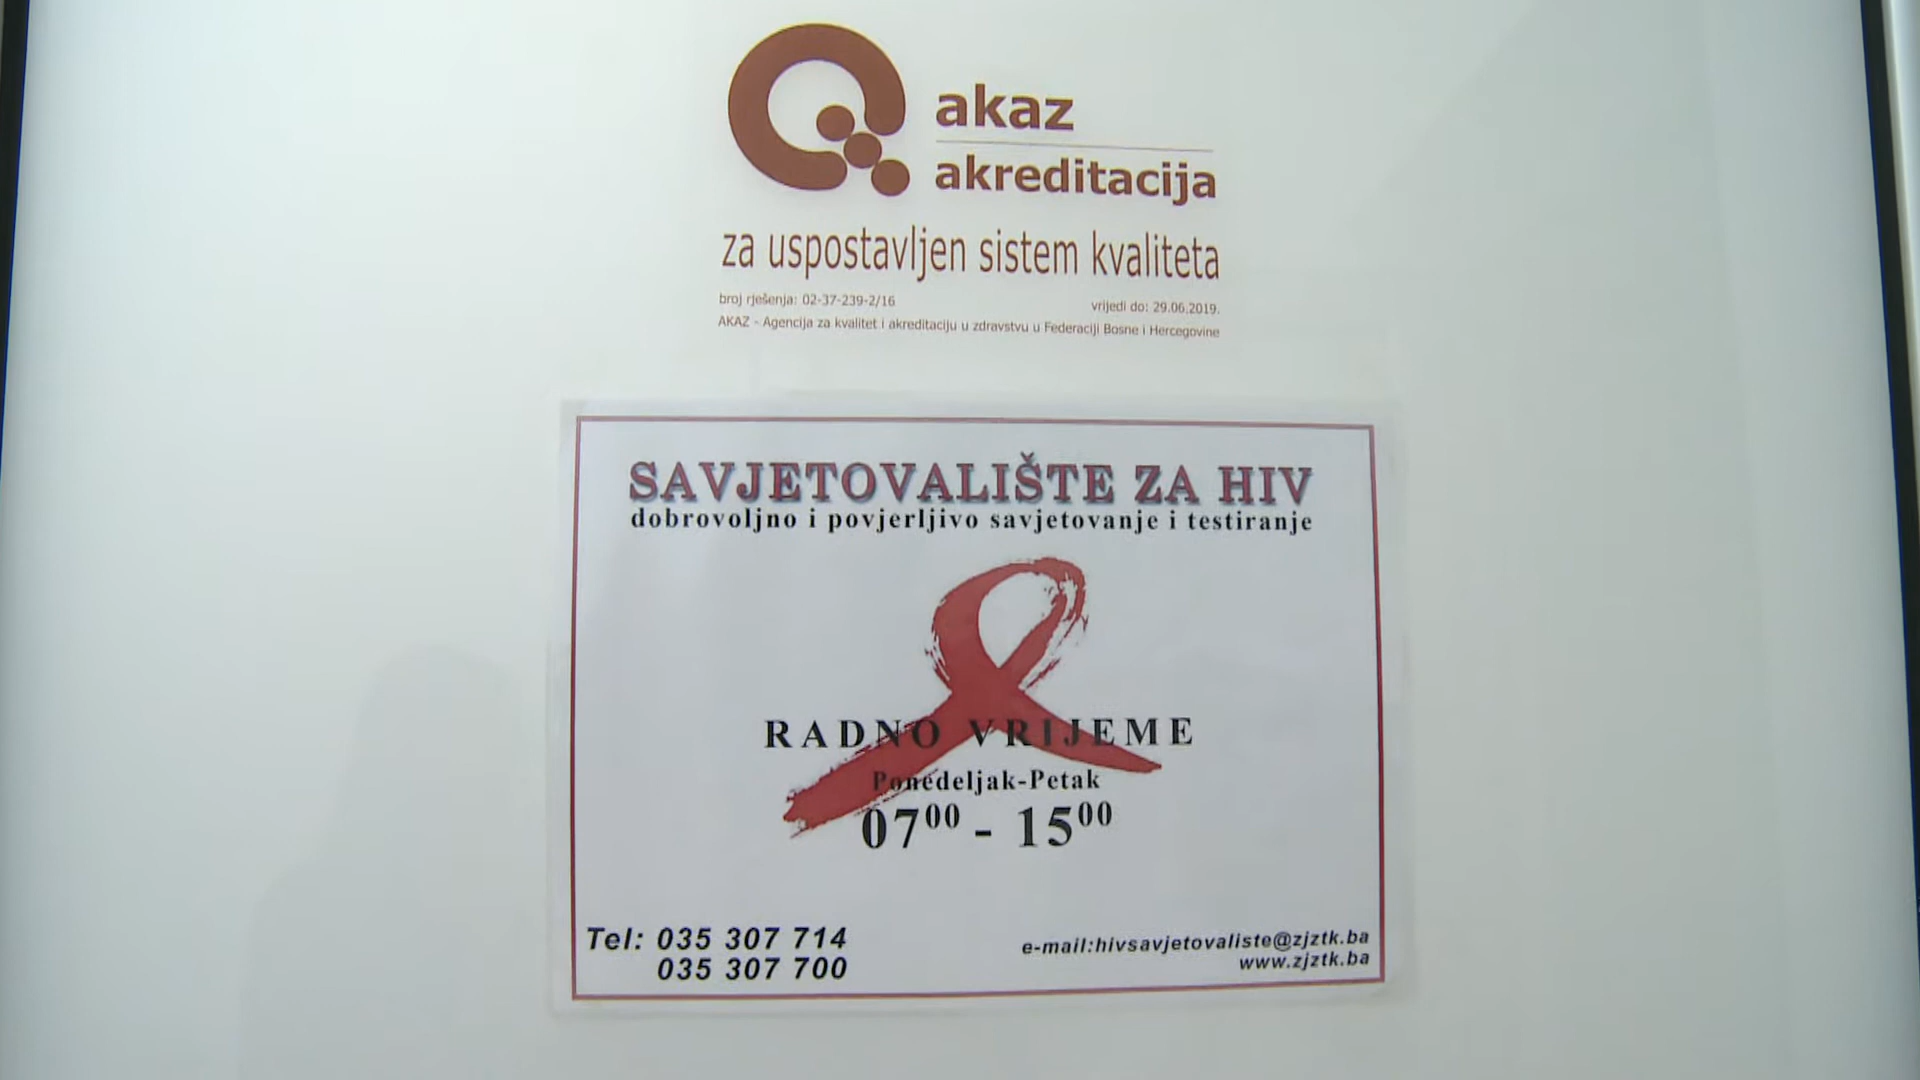 akaz
akreditacija
za uspostavljen sistem kvaliteta
broj rješenja: 02-37-239-2/16 vrijedi do: 29.06.2019.
AKAZ - Agencija za kvalitet i akreditaciju u zdravstvu u Federaciji Bosne i Hercegovine
SAVJETOVALIŠTE ZA HIV
dobrovoljno i povjerljivo savjetovanje i testiranje
RADNO VRIJEME
Ponedeljak-Petak
07⁰⁰ - 15⁰⁰
Tel: 035 307 714
035 307 700
e-mail:hivsavjetovaliste@zjztk.ba
www.zjztk.ba